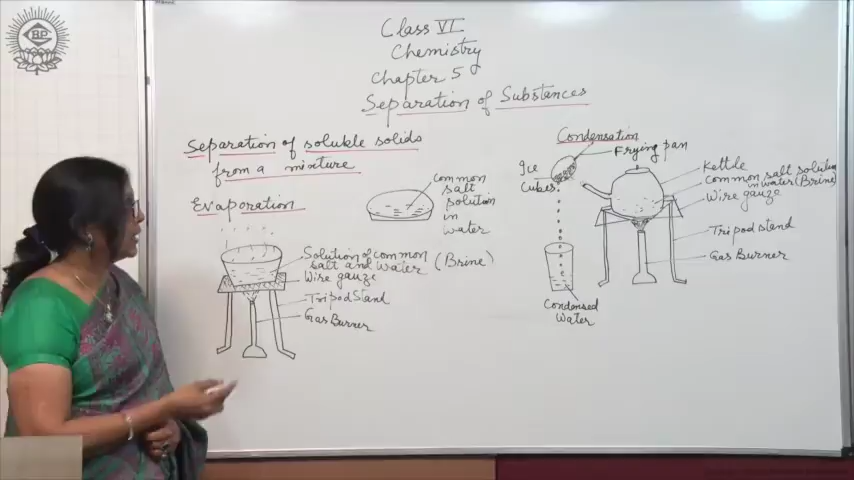 BP
Class VI
Chemistry
Chapter 5
Separation of Substances
Separation of soluble solids
from a mixture
Evaporation
common
salt
solution
in
water
Solution of common
salt and water (Brine)
Wire gauze
Tripod Stand
Gas Burner
Condensation
Frying pan
Ice
Cubes
Kettle
Common salt solution
in water (Brine)
Wire gauze
Tripod stand
Gas Burner
Condensed
Water